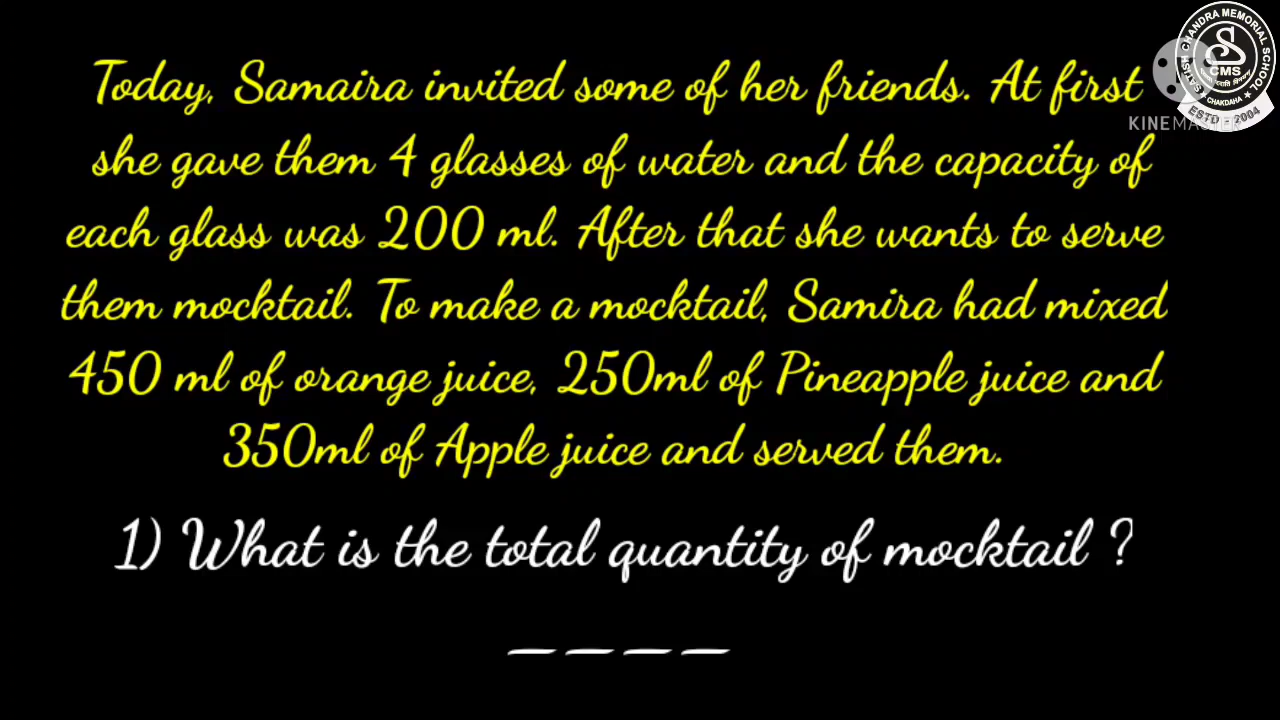 Today, Samaira invited some of her friends. At first
she gave them 4 glasses of water and the capacity of
each glass was 200 ml. After that she wants to serve
them mocktail. To make a mocktail, Samira had mixed
450 ml of orange juice, 250ml of Pineapple juice and
350ml of Apple juice and served them.
1) What is the total quantity of mocktail ?
_ _ _ _
SATISH CHANDRA MEMORIAL SCHOOL
S
CMS
★ CHAKDAHA ★
ESTD - 2004
KINEMASTER